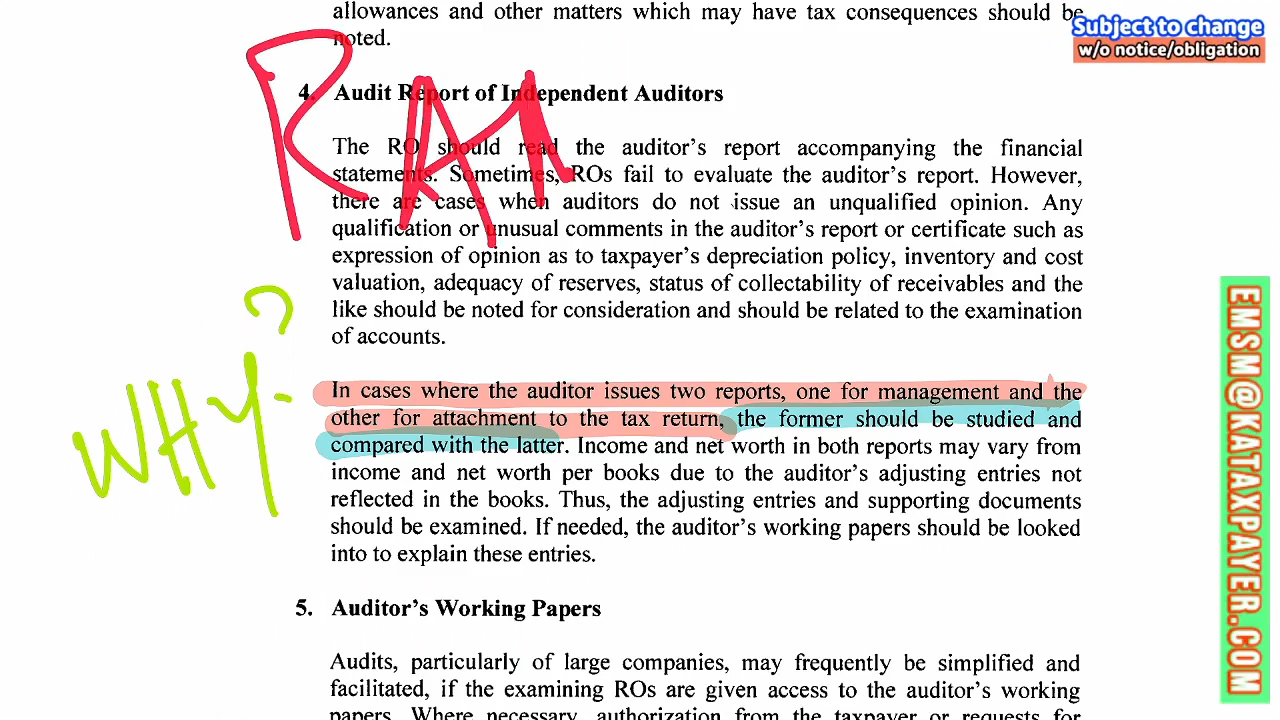 allowances and other matters which may have tax consequences should be
noted.
Subject to change
w/o notice/obligation
4. Audit Report of Independent Auditors
The RO should read the auditor's report accompanying the financial
statements. Sometimes, ROs fail to evaluate the auditor's report. However,
there are cases when auditors do not issue an unqualified opinion. Any
qualification or unusual comments in the auditor's report or certificate such as
expression of opinion as to taxpayer's depreciation policy, inventory and cost
valuation, adequacy of reserves, status of collectability of receivables and the
like should be noted for consideration and should be related to the examination
of accounts.
WHY?
In cases where the auditor issues two reports, one for management and the
other for attachment to the tax return, the former should be studied and
compared with the latter. Income and net worth in both reports may vary from
income and net worth per books due to the auditor's adjusting entries not
reflected in the books. Thus, the adjusting entries and supporting documents
should be examined. If needed, the auditor's working papers should be looked
into to explain these entries.
5. Auditor's Working Papers
Audits, particularly of large companies, may frequently be simplified and
facilitated, if the examining ROs are given access to the auditor's working
papers. Where necessary, authorization from the taxpayer or requests for
EMSM@KATAXPAYER.COM